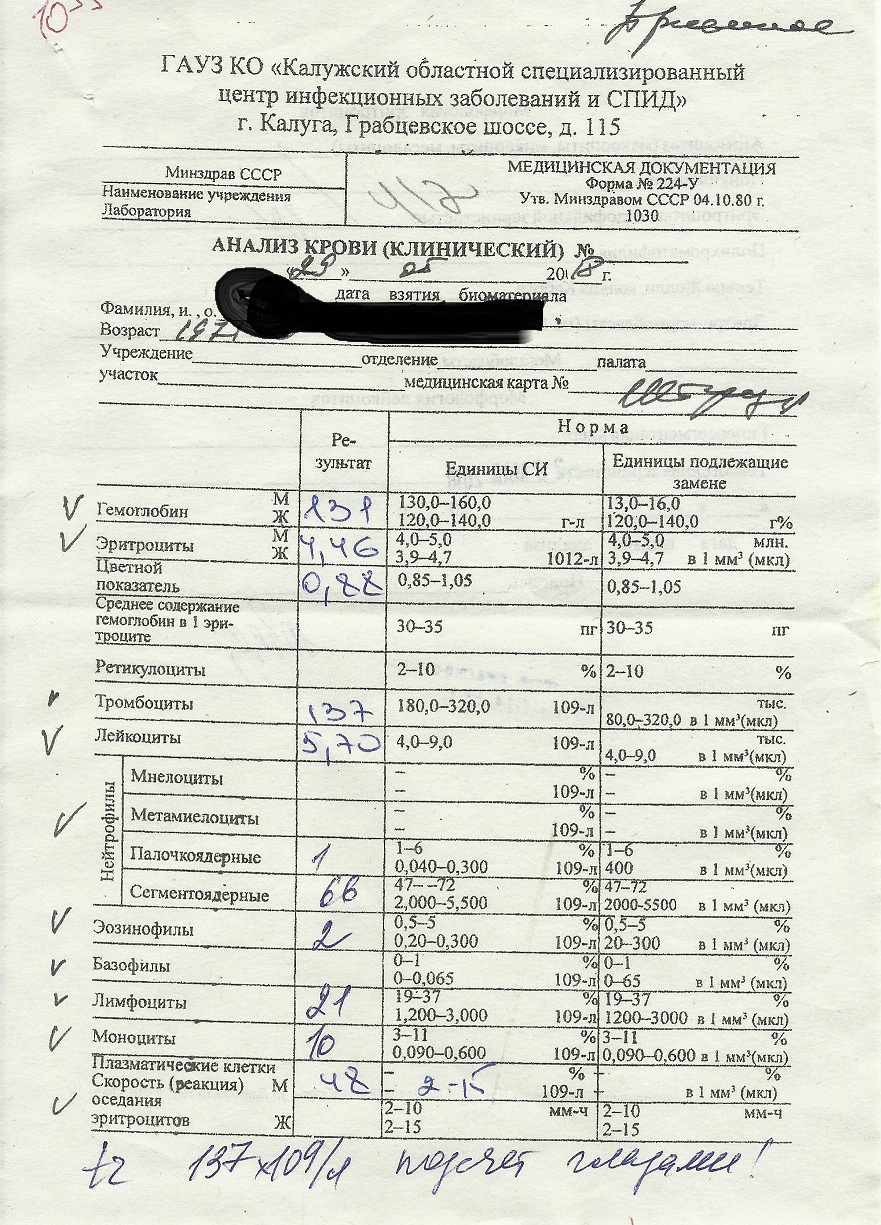 ГАУЗ КО «Калужский областной специализированный
центр инфекционных заболеваний и СПИД»
г. Калуга, Грабцевское шоссе, д. 115
Минздрав СССР
Наименование учреждения
Лаборатория
МЕДИЦИНСКАЯ ДОКУМЕНТАЦИЯ
Форма № 224-У
Утв. Минздравом СССР 04.10.80 г.
1030
АНАЛИЗ КРОВИ (КЛИНИЧЕСКИЙ) №
«29» 05 2018 г.
дата взятия биоматериала
Фамилия, и. , о.
Возраст 1971
Учреждение отделение палата
участок медицинская карта №
Ре-
зультат
Норма
Единицы СИ
Единицы подлежащие
замене
Гемоглобин М 131 130,0–160,0 13,0–16,0
Ж 120,0–140,0 г-л 120,0–140,0 г%
Эритроциты М 4,46 4,0–5,0 4,0–5,0 млн.
Ж 3,9–4,7 1012-л 3,9–4,7 в 1 мм³ (мкл)
Цветной
показатель 0,88 0,85–1,05 0,85–1,05
Среднее содержание
гемоглобин в 1 эри- 30–35 пг 30–35 пг
троците
Ретикулоциты 2–10 % 2–10 %
Тромбоциты 137 180,0–320,0 109-л тыс.
80,0–320,0 в 1 мм³(мкл)
Лейкоциты 5,70 4,0–9,0 109-л тыс.
4,0–9,0 в 1 мм³(мкл)
Нейтрофилы
Мнелоциты – % – %
– 109-л – в 1 мм³(мкл)
Метамиелоциты – % – %
– 109-л – в 1 мм³(мкл)
Палочкоядерные 1 1–6 % 1–6 %
0,040–0,300 109-л 400 в 1 мм³(мкл)
Сегментоядерные 66 47– –72 % 47–72 %
2,000–5,500 109-л 2000-5500 в 1 мм³ (мкл)
Эозинофилы 2 0,5–5 % 0,5–5 %
0,20–0,300 109-л 20–300 в 1 мм³ (мкл)
Базофилы 0–1 % 0–1 %
0–0,065 109-л 0–65 в 1 мм³ (мкл)
Лимфоциты 21 19–37 % 19–37 %
1,200–3,000 109-л 1200–3000 в 1 мм³ (мкл)
Моноциты 10 3–11 % 3–11 %
0,090–0,600 109-л 0,090–0,600 в 1 мм³ (мкл)
Плазматические клетки – % – %
Скорость (реакция) М 48 – 2-15 109-л – в 1 мм³ (мкл)
оседания 2–10 мм-ч 2–10 мм-ч
эритроцитов Ж 2–15 2–15
тr 137х109/л подсчёт глазами!